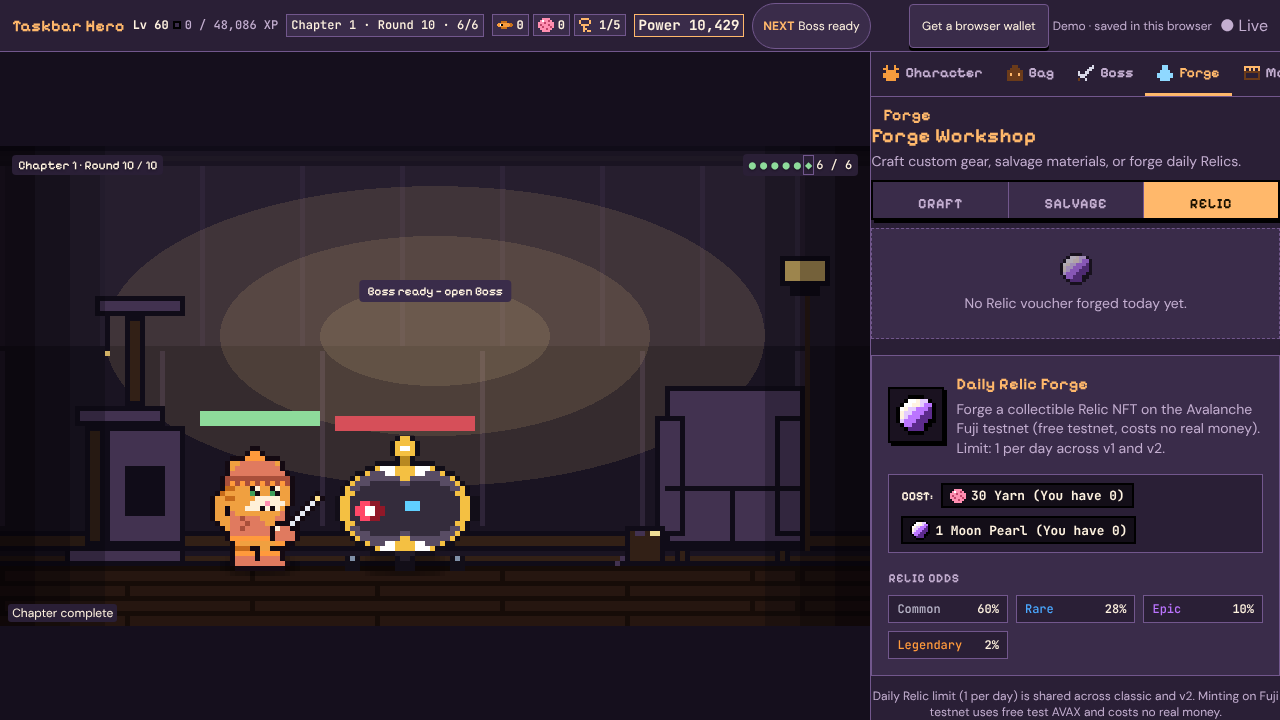 Taskbar Hero Lv 60 0 / 48,086 XP Chapter 1 · Round 10 · 6/6 0 0 1/5 Power 10,429 NEXT Boss ready Get a browser wallet Demo · saved in this browser Live
Character Bag Boss Forge
Forge
Forge Workshop
Craft custom gear, salvage materials, or forge daily Relics.
CRAFT SALVAGE RELIC
No Relic voucher forged today yet.
Daily Relic Forge
Forge a collectible Relic NFT on the Avalanche
Fuji testnet (free testnet, costs no real money).
Limit: 1 per day across v1 and v2.
COST: 30 Yarn (You have 0)
1 Moon Pearl (You have 0)
RELIC ODDS
Common 60% Rare 28% Epic 10%
Legendary 2%
Daily Relic limit (1 per day) is shared across classic and v2. Minting on Fuji
testnet uses free test AVAX and costs no real money.
Chapter 1 · Round 10 / 10
6 / 6
Boss ready - open Boss
Chapter complete